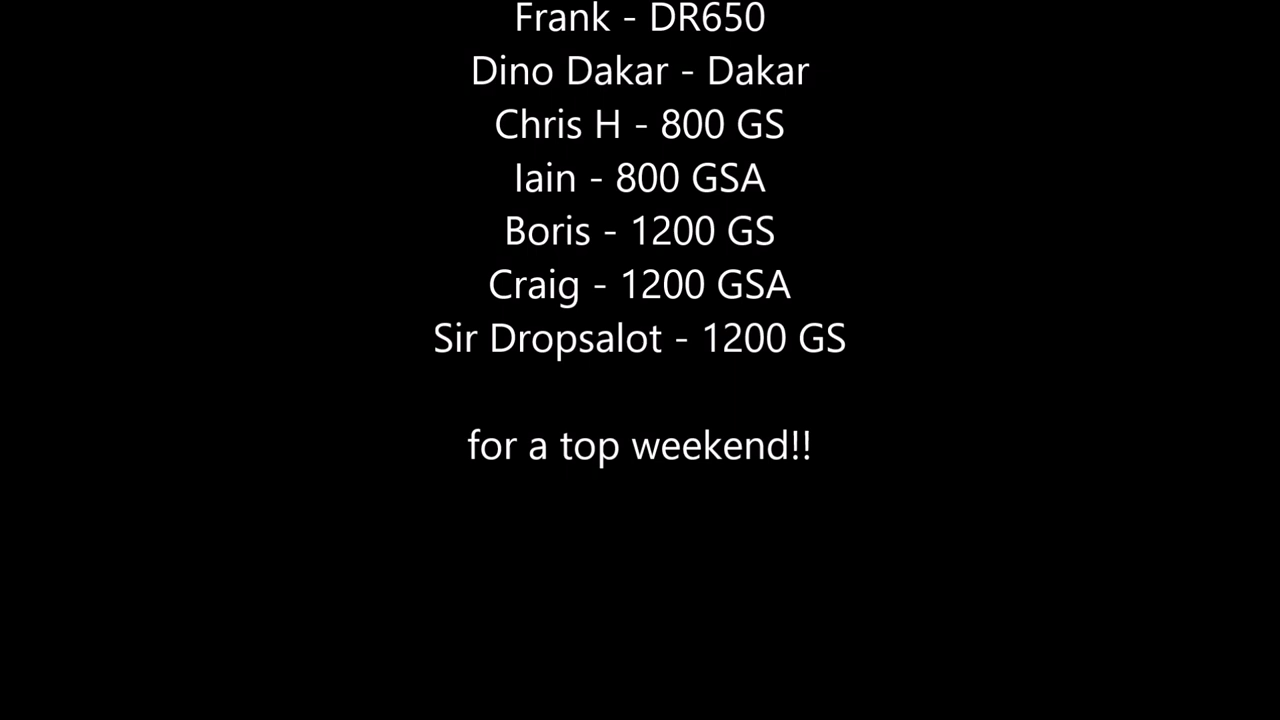 Frank - DR650
Dino Dakar - Dakar
Chris H - 800 GS
Iain - 800 GSA
Boris - 1200 GS
Craig - 1200 GSA
Sir Dropsalot - 1200 GS
for a top weekend!!